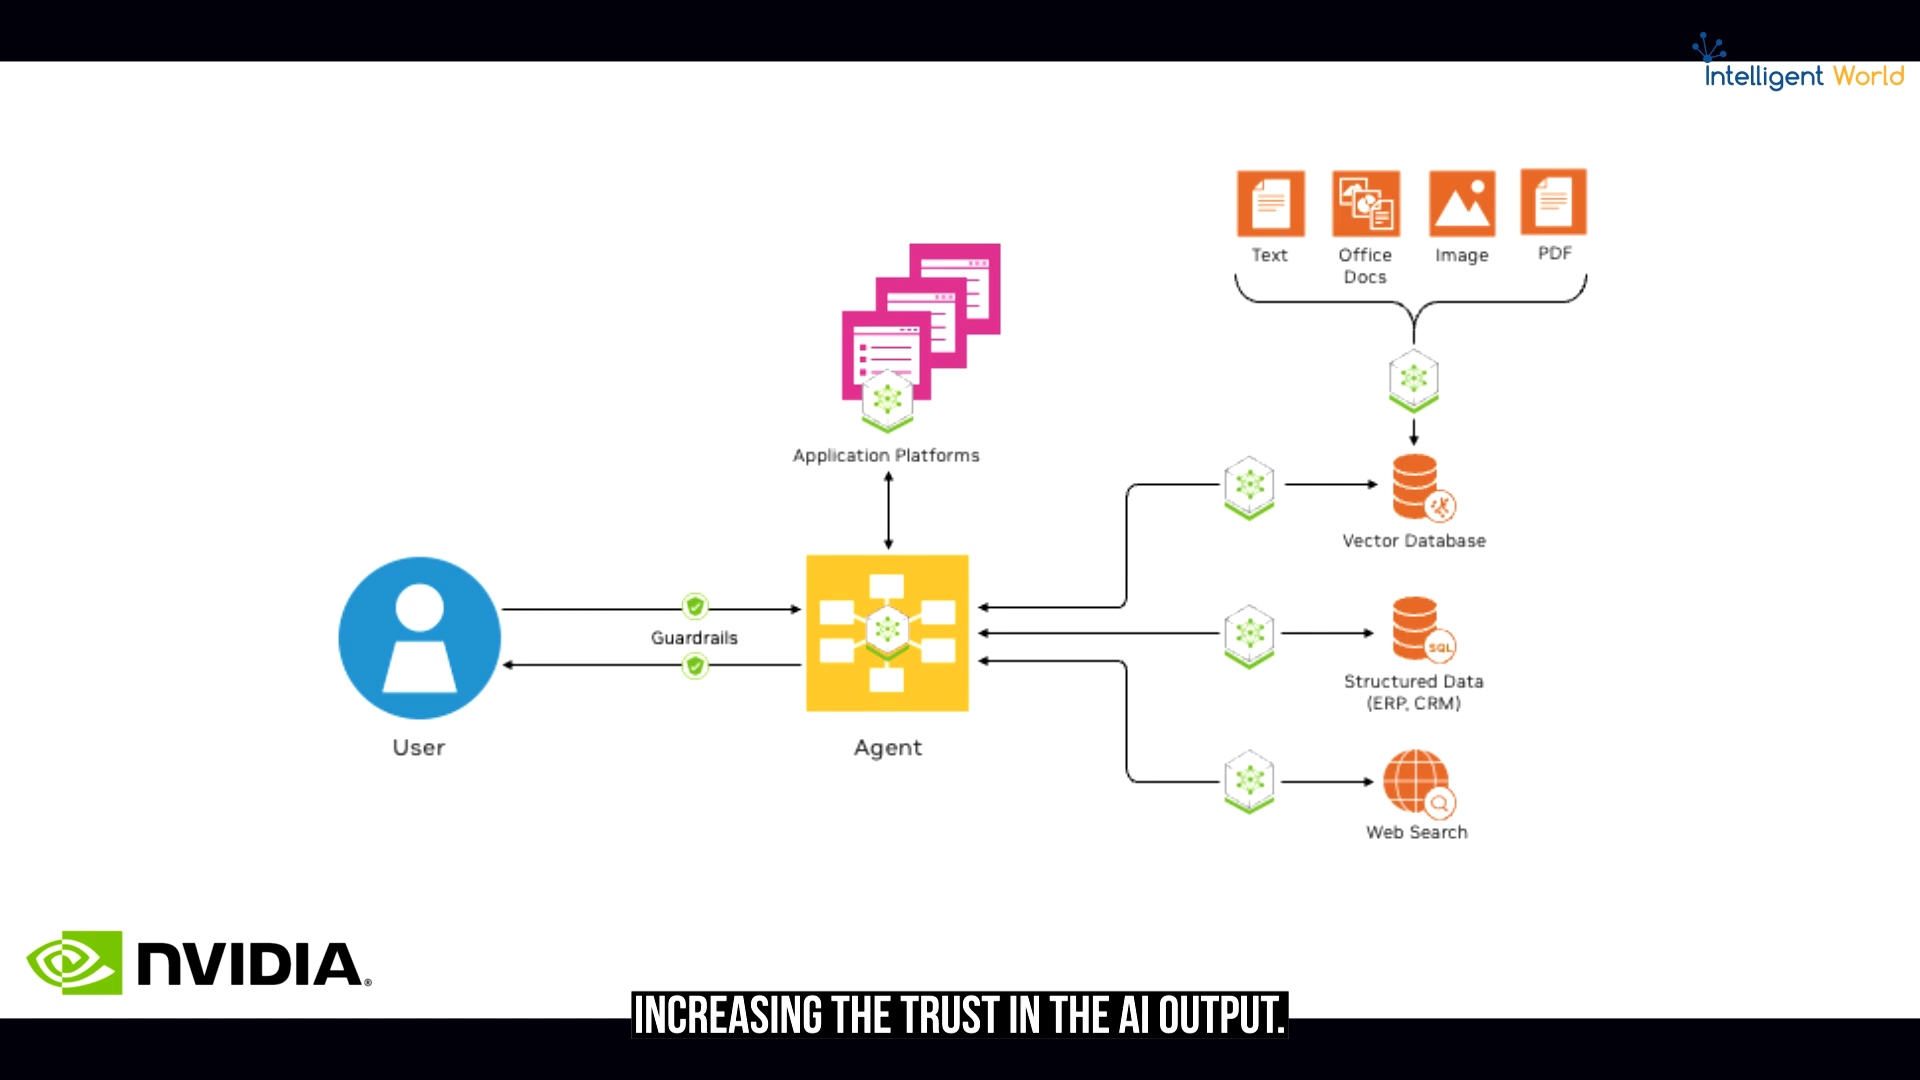 Intelligent World
Text
Office
Docs
Image
PDF
Application Platforms
Vector Database
Guardrails
SQL
Structured Data
(ERP, CRM)
User
Agent
Web Search
NVIDIA®
INCREASING THE TRUST IN THE AI OUTPUT.